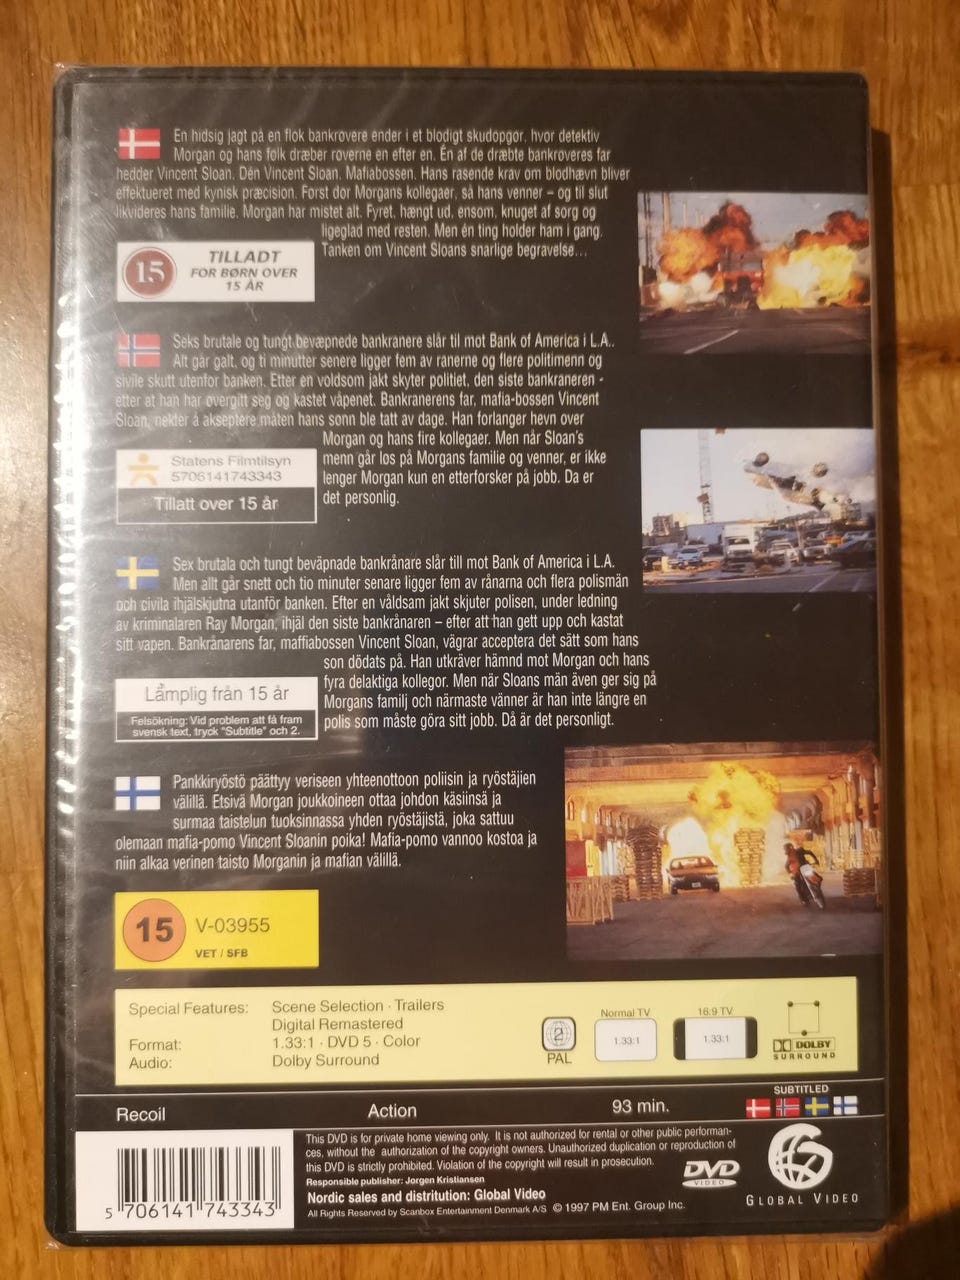 En hidsig jagt på en flok bankrøvere ender i et blodigt skudopgør, hvor detektiv
Morgan og hans folk dræber røverne en efter en. Én af de dræbte bankrøveres far
hedder Vincent Sloan. Dén Vincent Sloan. Mafiabossen. Hans rasende krav om blodhævn bliver
effektueret med kynisk præcision. Først dør Morgans kollegaer, så hans venner – og til slut
likvideres hans familie. Morgan har mistet alt. Fyret, hængt ud, ensom, knuget af sorg og
ligeglad med resten. Men én ting holder ham i gang.
Tanken om Vincent Sloans snarlige begravelse...
15
TILLADT
FOR BØRN OVER
15 ÅR
Seks brutale og tungt bevæpnede bankranere slår til mot Bank of America i L.A..
Alt går galt, og ti minutter senere ligger fem av ranerne og flere politimenn og
sivile skutt utenfor banken. Etter en voldsom jakt skyter politiet, den siste bankraneren -
etter at han har overgitt seg og kastet våpenet. Bankranerens far, mafia-bossen Vincent
Sloan, nekter å akseptere måten hans sønn ble tatt av dage. Han forlanger hevn over
Morgan og hans fire kollegaer. Men når Sloan's
menn går los på Morgans familie og venner, er ikke
lenger Morgan kun en etterforsker på jobb. Da er
det personlig.
Statens Filmtilsyn
5706141743343
Tillatt over 15 år
Sex brutala och tungt beväpnade bankrånare slår till mot Bank of America i L.A.
Men allt går snett och tio minuter senare ligger fem av rånarna och flera polismän
och civila ihjälskjutna utanför banken. Efter en våldsam jakt skjuter polisen, under ledning
av kriminalaren Ray Morgan, ihjäl den siste bankrånaren – efter att han gett upp och kastat
sitt vapen. Bankrånarens far, maffiabossen Vincent Sloan, vägrar acceptera det sätt som hans
son dödats på. Han utkräver hämnd mot Morgan och hans
fyra delaktiga kollegor. Men när Sloans män även ger sig på
Morgans familj och närmaste vänner är han inte längre en
polis som måste göra sitt jobb. Då är det personligt.
Lämplig från 15 år
Felsökning: Vid problem att få fram
svensk text, tryck "Subtitle" och 2.
Pankkiryöstö päättyy veriseen yhteenottoon poliisin ja ryöstäjien
välillä. Etsivä Morgan joukkoineen ottaa johdon käsiinsä ja
surmaa taistelun tuoksinassa yhden ryöstäjistä, joka sattuu
olemaan mafia-pomo Vincent Sloanin poika! Mafia-pomo vannoo kostoa ja
niin alkaa verinen taisto Morganin ja mafian välillä.
15 V-03955
VET / SFB
Special Features: Scene Selection · Trailers
Digital Remastered
Format: 1.33:1 · DVD 5 · Color
Audio: Dolby Surround
2
PAL
Normal TV
1.33:1
16:9 TV
1.33:1
DOLBY
SURROUND
Recoil Action 93 min.
SUBTITLED
This DVD is for private home viewing only. It is not authorized for rental or other public performan-
ces, without the authorization of the copyright owners. Unauthorized duplication or reproduction of
this DVD is strictly prohibited. Violation of the copyright will result in prosecution.
Responsible publisher: Jørgen Kristiansen
Nordic sales and distritution: Global Video
All Rights Reserved by Scanbox Entertainment Denmark A/S © 1997 PM Ent. Group Inc.
DVD
VIDEO
GLOBAL VIDEO
5 706141 743343